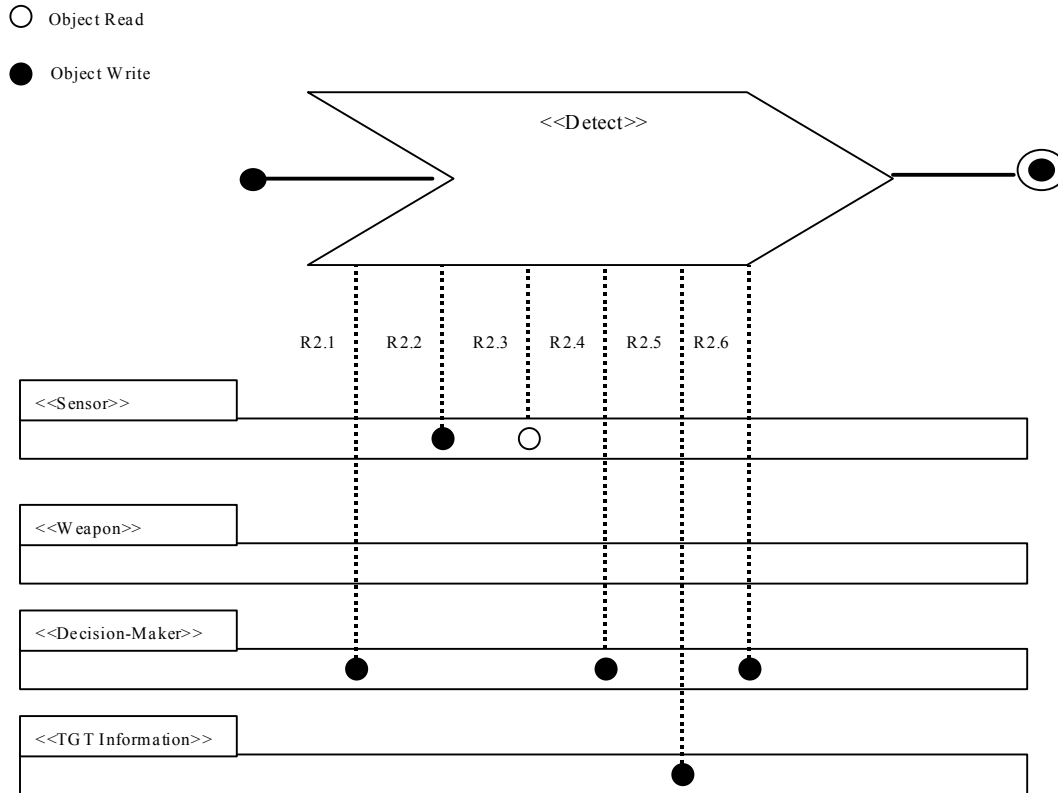 Object Read
Object Write
<<Detect>>
R2.1 R2.2 R2.3 R2.4 R2.5 R2.6
<<Sensor>>
<<Weapon>>
<<Decision-Maker>>
<<TGT Information>>